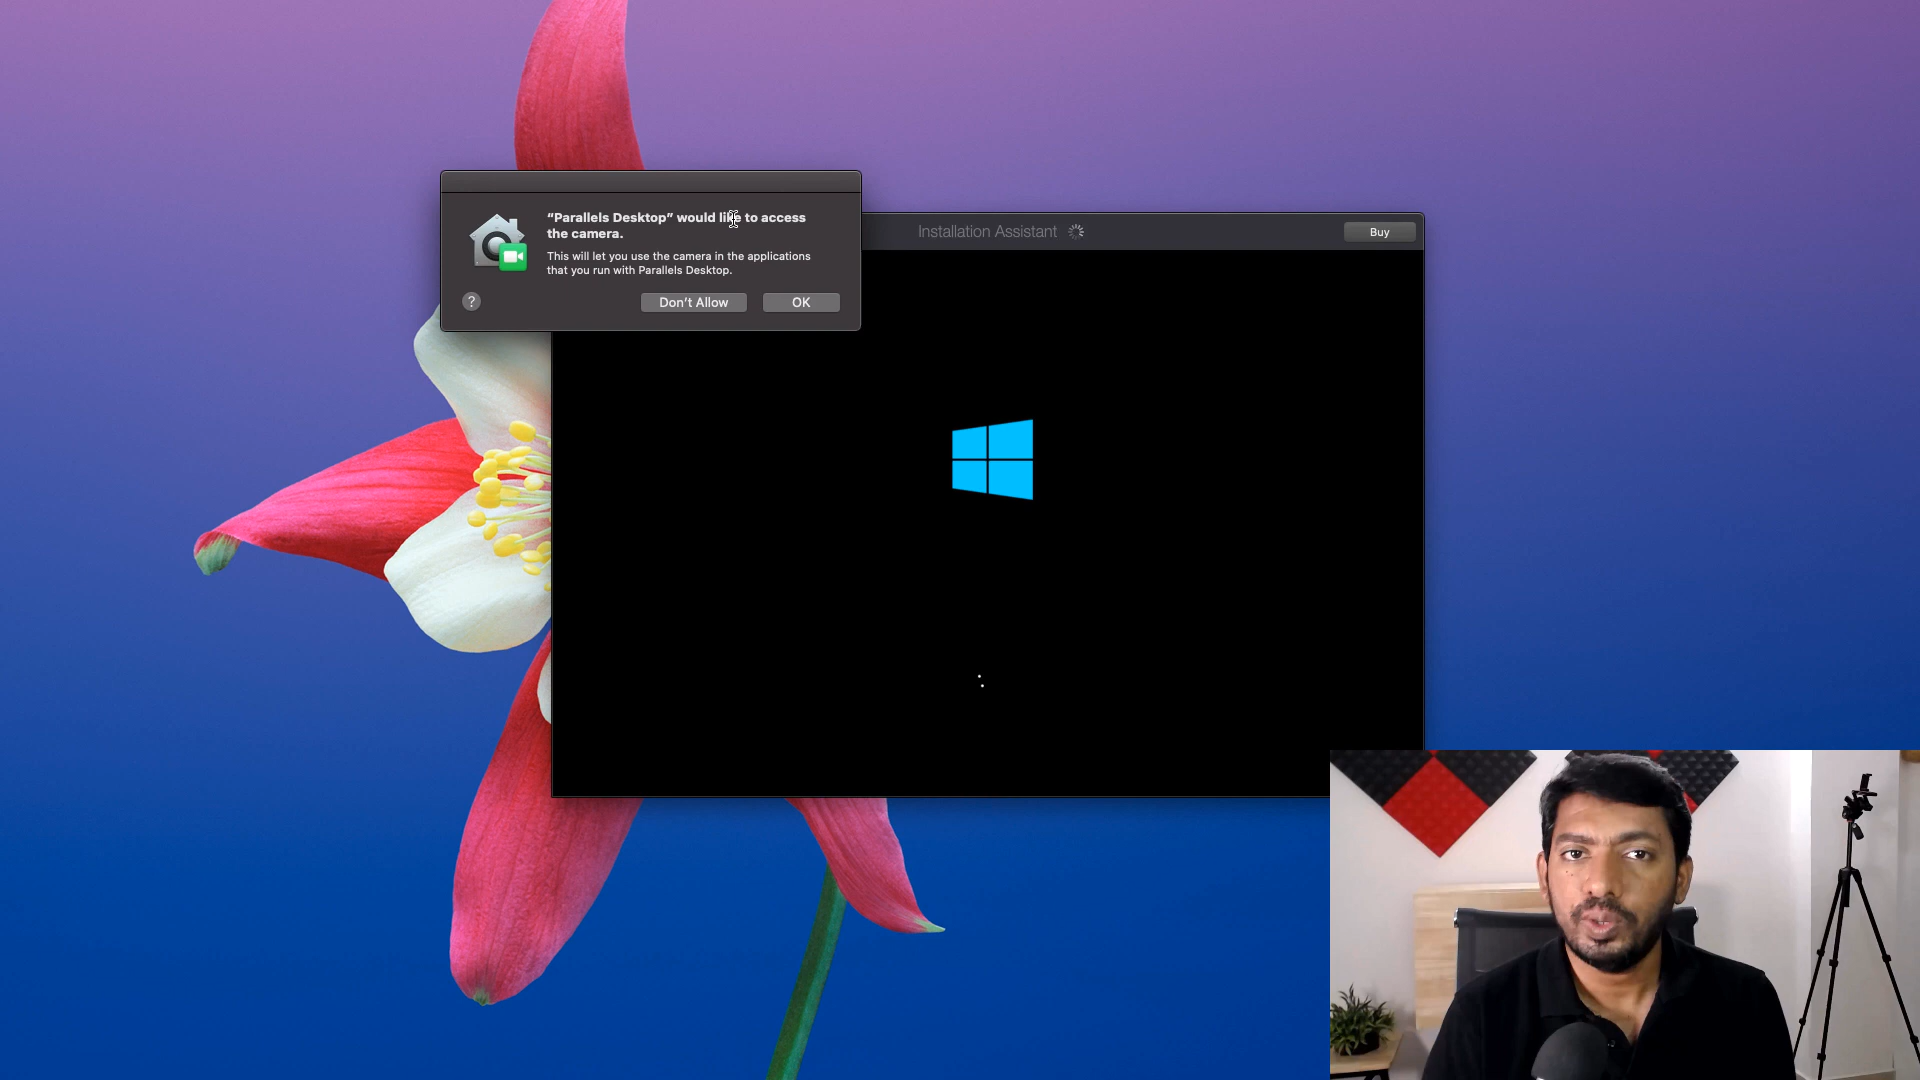 “Parallels Desktop” would like to access
the camera.
This will let you use the camera in the applications
that you run with Parallels Desktop.
?
Don’t Allow
OK
Installation Assistant
Buy